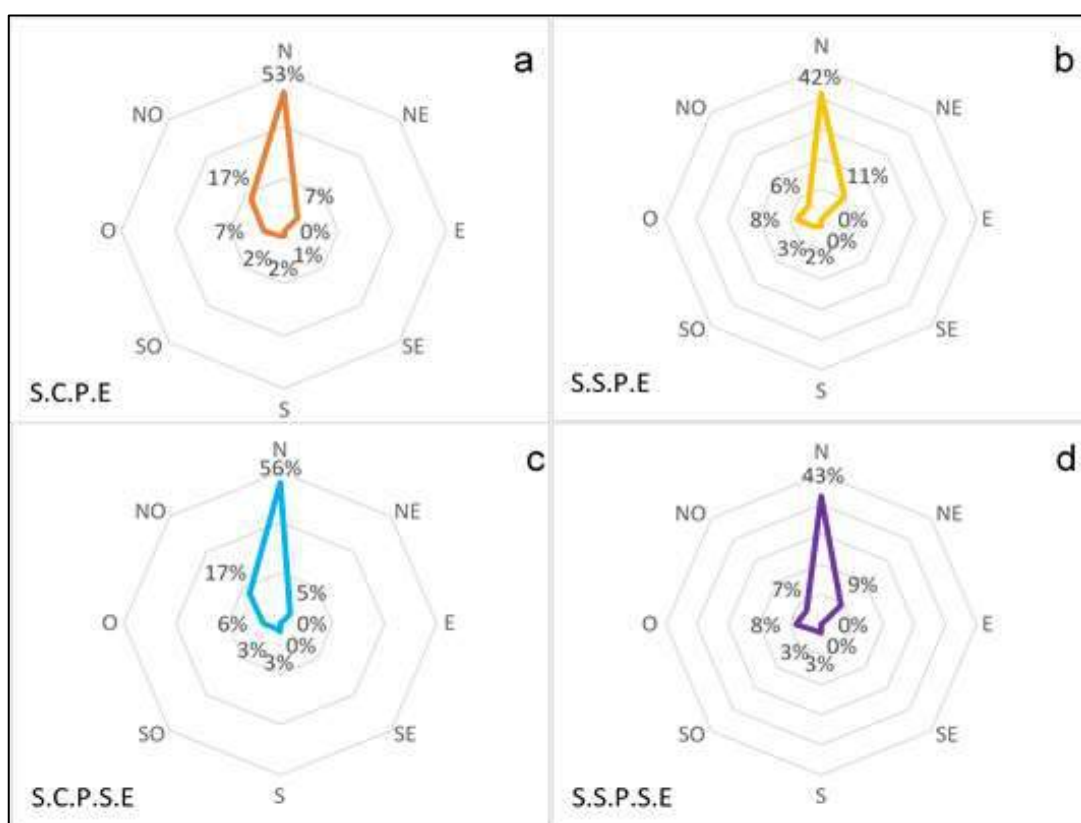 a
N
53%
NO
NE
17%
7%
O
7%
0%
E
2%
2%
1%
SO
SE
S
S.C.P.E
b
N
42%
NO
NE
6%
11%
O
8%
0%
E
3%
2%
0%
SO
SE
S
S.S.P.E
c
N
56%
NO
NE
17%
5%
O
6%
0%
E
3%
3%
0%
SO
SE
S
S.C.P.S.E
d
N
43%
NO
NE
7%
9%
O
8%
0%
E
3%
3%
0%
SO
SE
S
S.S.P.S.E